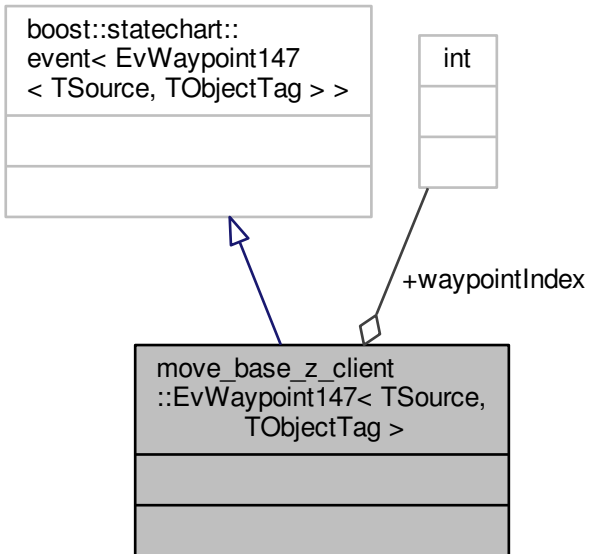 boost::statechart::
event< EvWaypoint147
< TSource, TObjectTag > >
int
+waypointIndex
move_base_z_client
::EvWaypoint147< TSource,
TObjectTag >